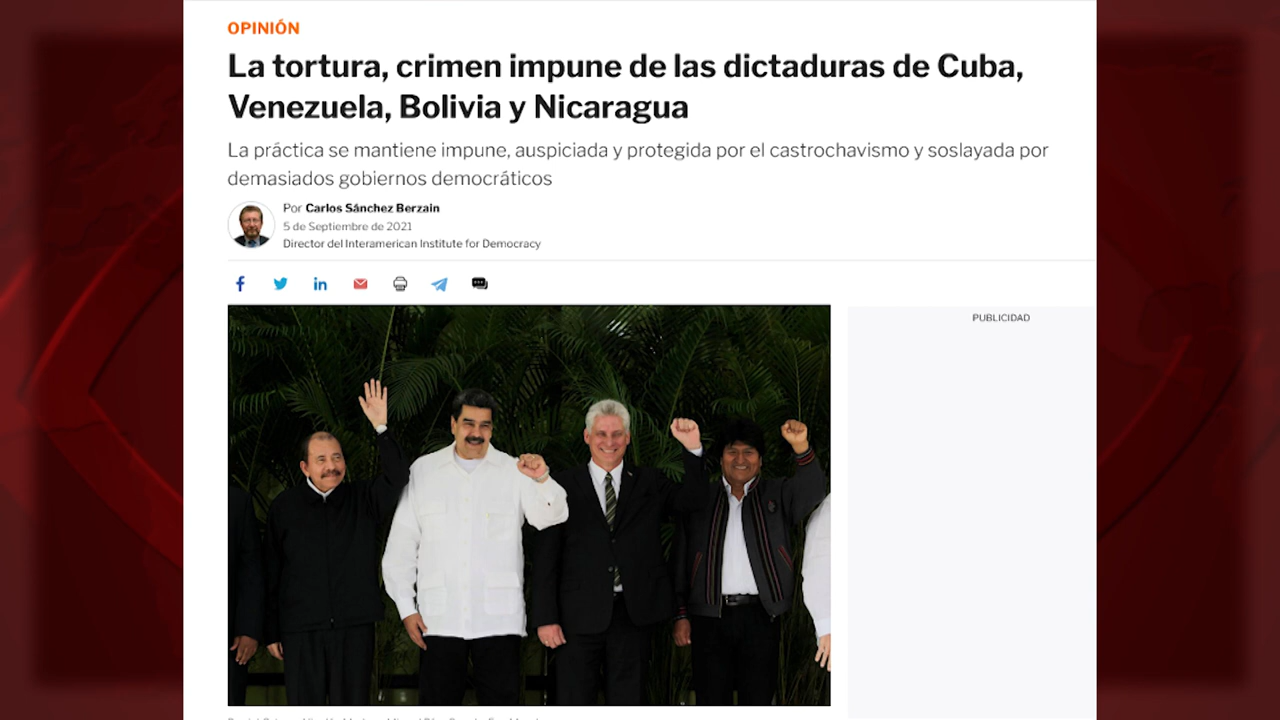 OPINIÓN
La tortura, crimen impune de las dictaduras de Cuba,
Venezuela, Bolivia y Nicaragua
La práctica se mantiene impune, auspiciada y protegida por el castrochavismo y soslayada por
demasiados gobiernos democráticos
Por Carlos Sánchez Berzain
5 de Septiembre de 2021
Director del Interamerican Institute for Democracy
PUBLICIDAD